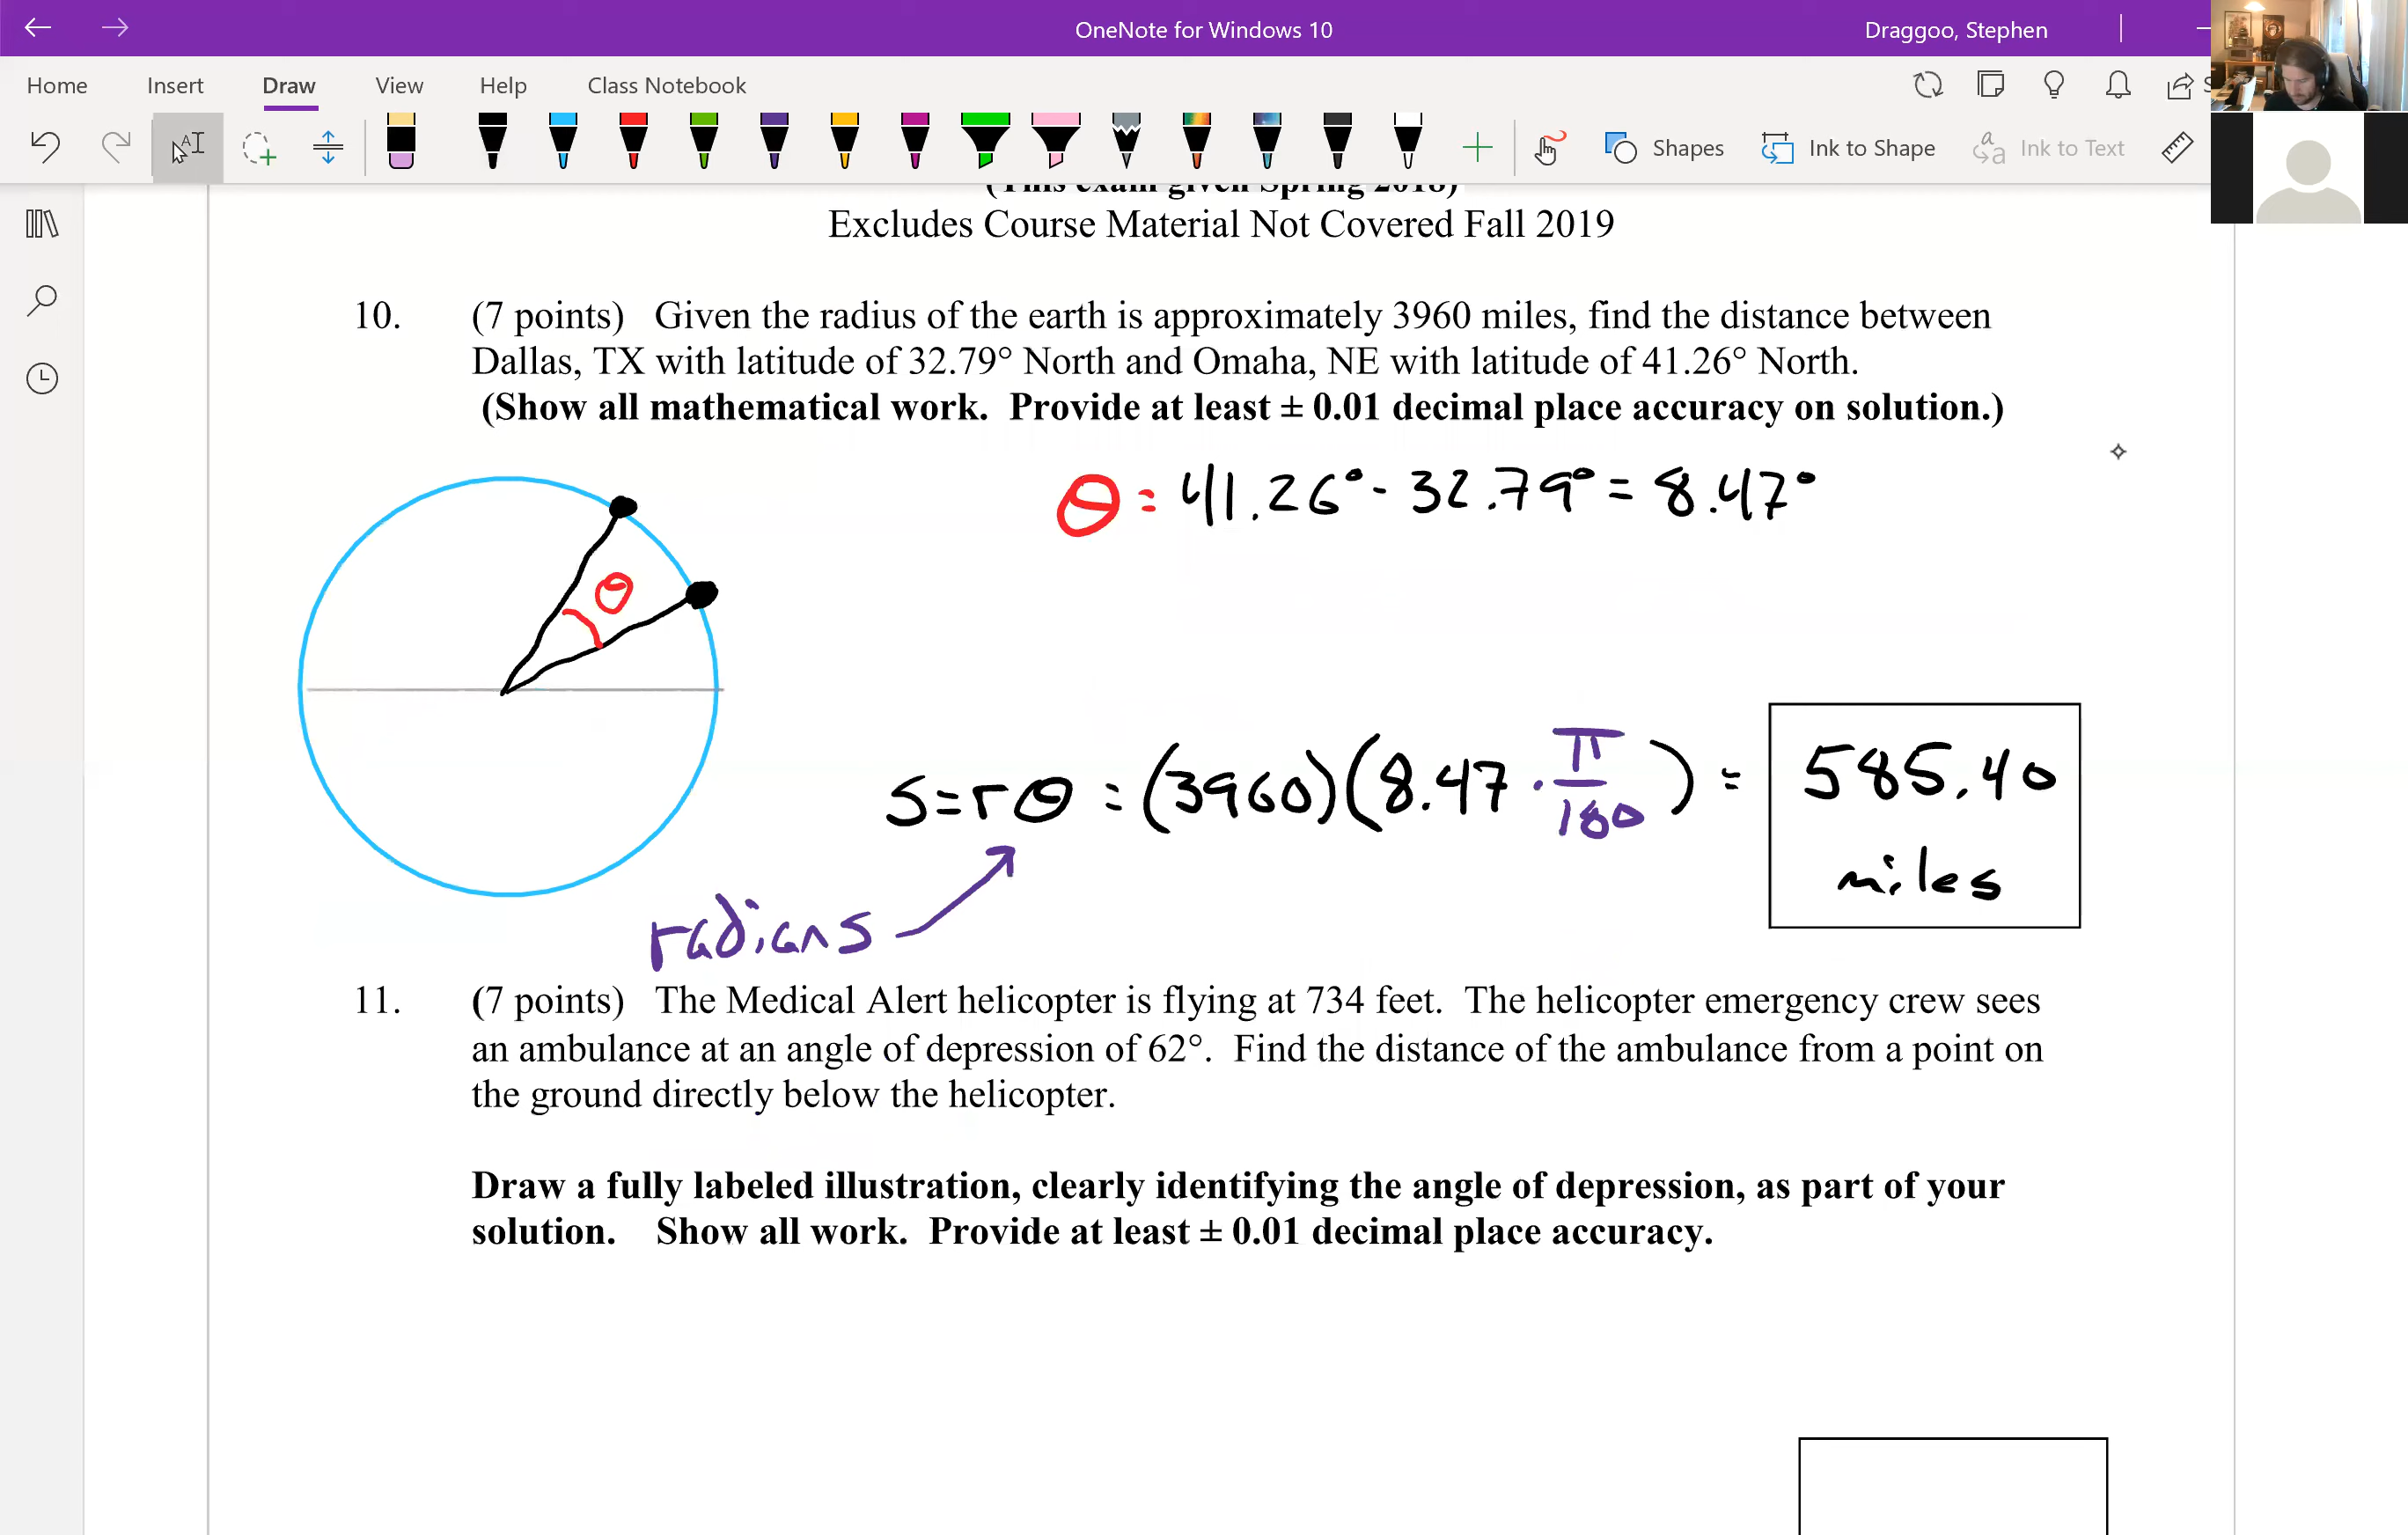 OneNote for Windows 10
Draggoo, Stephen
Home Insert Draw View Help Class Notebook
Shapes Ink to Shape Ink to Text
(This exam given Spring 2018)
Excludes Course Material Not Covered Fall 2019
10. (7 points) Given the radius of the earth is approximately 3960 miles, find the distance between
Dallas, TX with latitude of 32.79° North and Omaha, NE with latitude of 41.26° North.
(Show all mathematical work. Provide at least ± 0.01 decimal place accuracy on solution.)
θ = 41.26° - 32.79° = 8.47°
θ
S = rθ = (3960)(8.47 · π/180) = 585.40
miles
radians
11. (7 points) The Medical Alert helicopter is flying at 734 feet. The helicopter emergency crew sees
an ambulance at an angle of depression of 62°. Find the distance of the ambulance from a point on
the ground directly below the helicopter.
Draw a fully labeled illustration, clearly identifying the angle of depression, as part of your
solution. Show all work. Provide at least ± 0.01 decimal place accuracy.